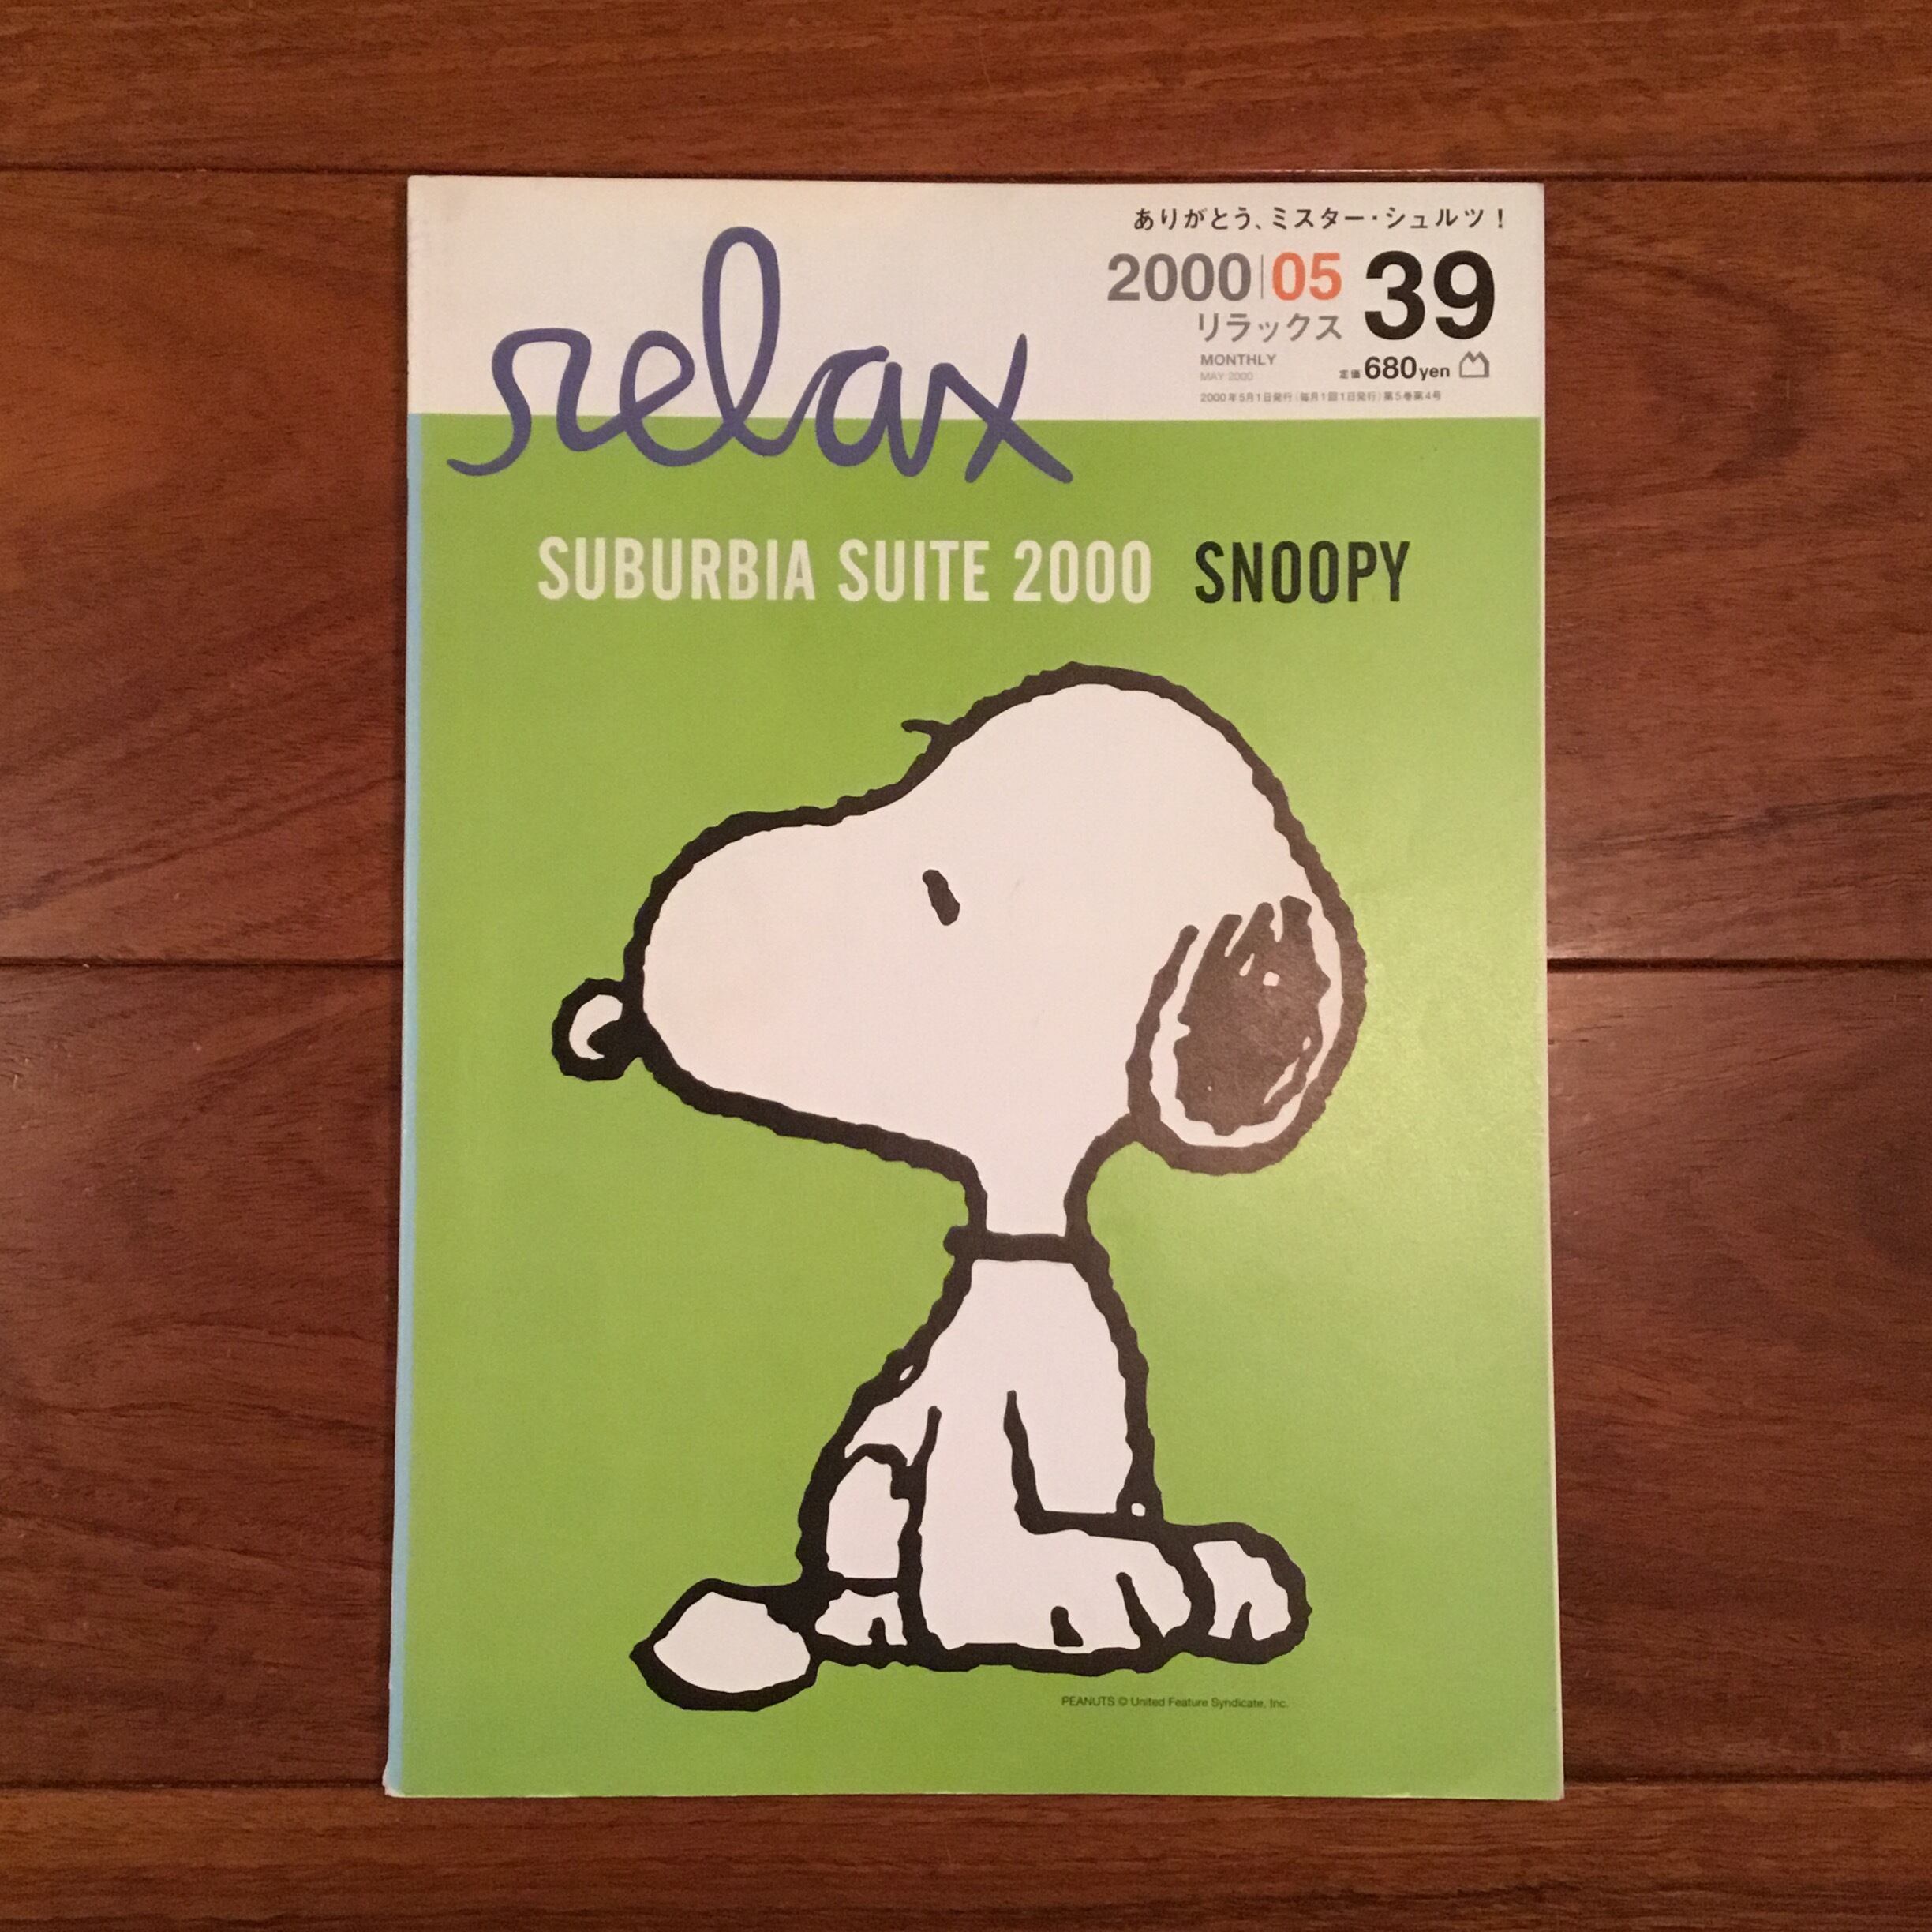 ありがとう、ミスター・シュルツ！
relax
2000|05
39
リラックス
MONTHLY
MAY 2000
定価680yen
2000年5月1日発行|毎月1回1日発行|第5巻第4号
SUBURBIA SUITE 2000 SNOOPY
PEANUTS © United Feature Syndicate, Inc.